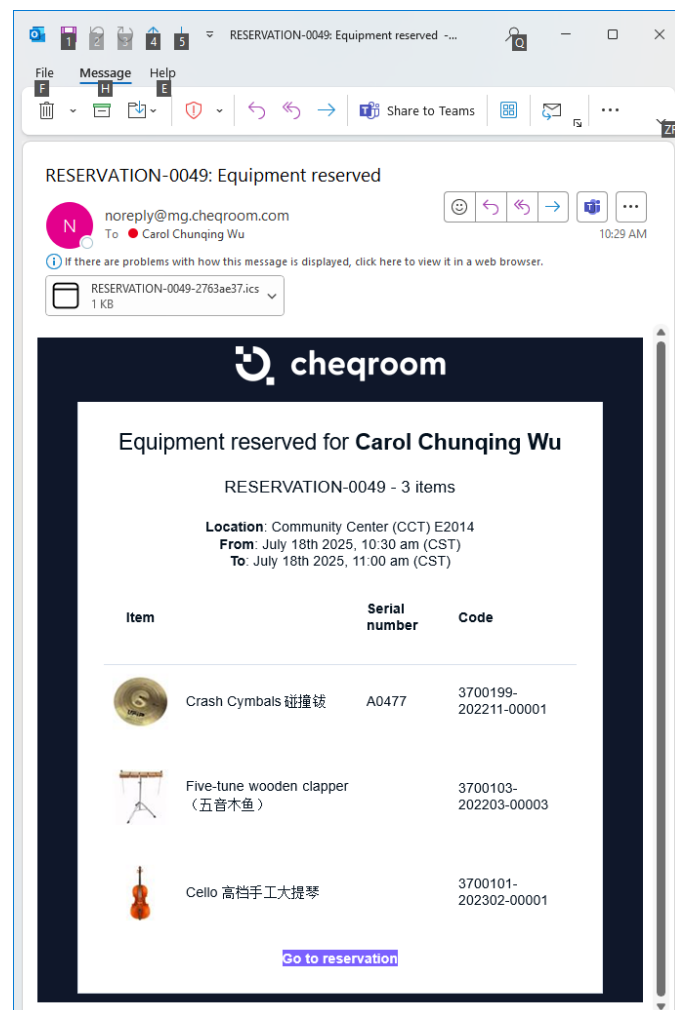 RESERVATION-0049: Equipment reserved -...
1
2
3
4
5
Q
File
Message
Help
F
H
E
Share to Teams
ZF
RESERVATION-0049: Equipment reserved
N
noreply@mg.cheqroom.com
To Carol Chunqing Wu
10:29 AM
If there are problems with how this message is displayed, click here to view it in a web browser.
RESERVATION-0049-2763ae37.ics
1 KB
cheqroom
Equipment reserved for Carol Chunqing Wu
RESERVATION-0049 - 3 items
Location: Community Center (CCT) E2014
From: July 18th 2025, 10:30 am (CST)
To: July 18th 2025, 11:00 am (CST)
Item
Serial number
Code
Crash Cymbals 碰撞钹
A0477
3700199-
202211-00001
Five-tune wooden clapper
（五音木鱼）
3700103-
202203-00003
Cello 高档手工大提琴
3700101-
202302-00001
Go to reservation